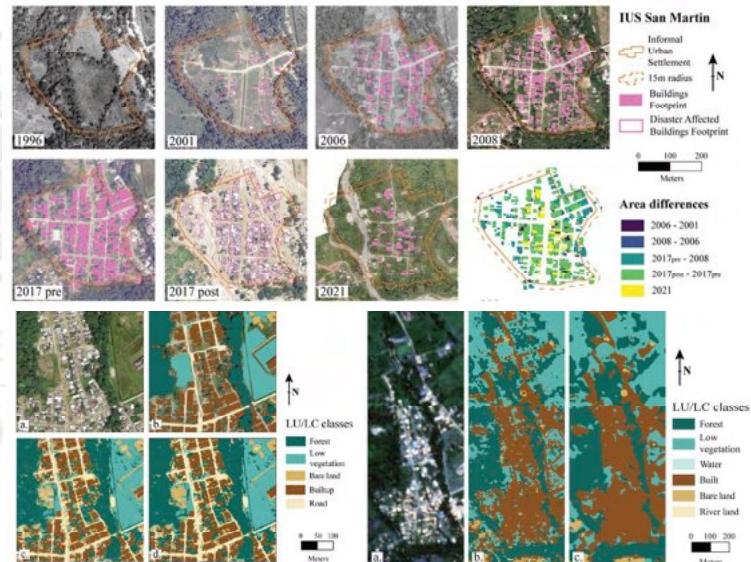 1996
2001
2006
2008
IUS San Martin
Informal
Urban
Settlement
15m radius
Buildings
Footprint
Disaster Affected
Buildings Footprint
N
0 100 200
Meters
2017 pre
2017 post
2021
Area differences
2006 - 2001
2008 - 2006
2017pre - 2008
2017post - 2017pre
2021
a.
b.
N
LU/LC classes
Forest
Low
vegetation
Bare land
Builtup
Road
0 50 100
Meters
c.
d.
a.
b.
c.
N
LU/LC classes
Forest
Low
vegetation
Water
Built
Bare land
River land
0 100 200
Meters